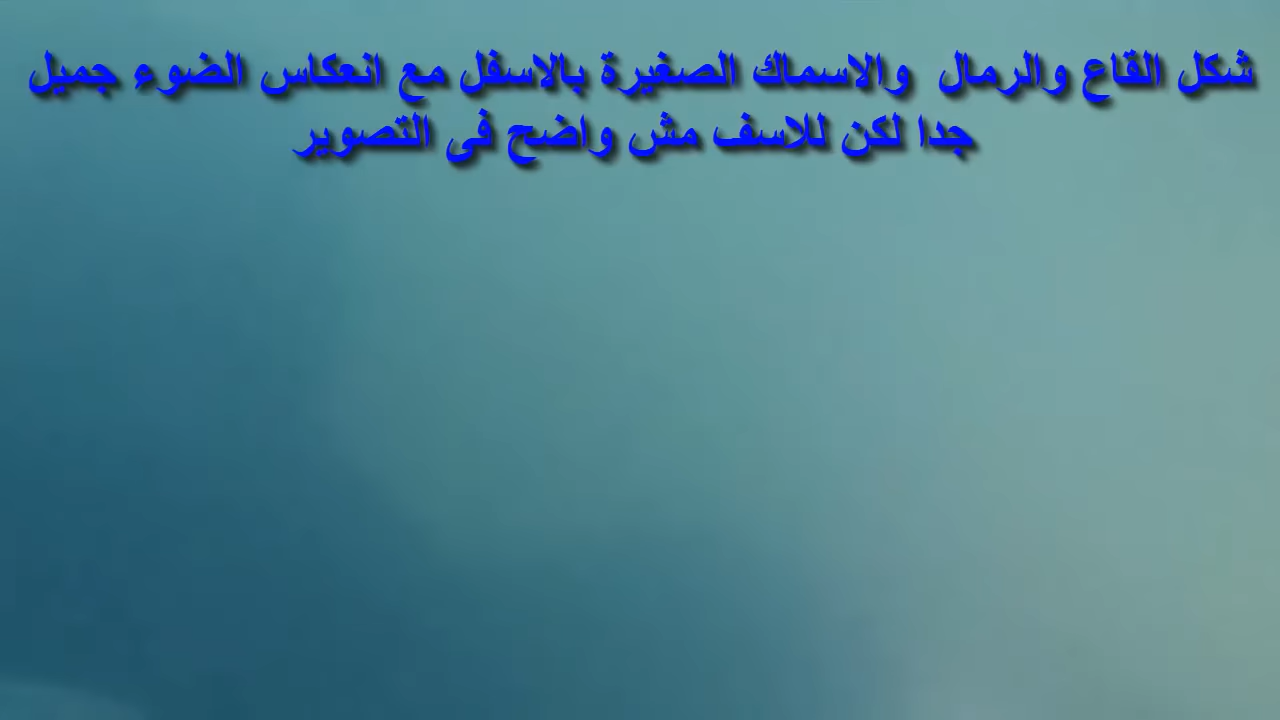 شكل القاع والرمال  والاسماك الصغيرة بالاسفل مع انعكاس الضوء جميل
جدا لكن للاسف مش واضح فى التصوير